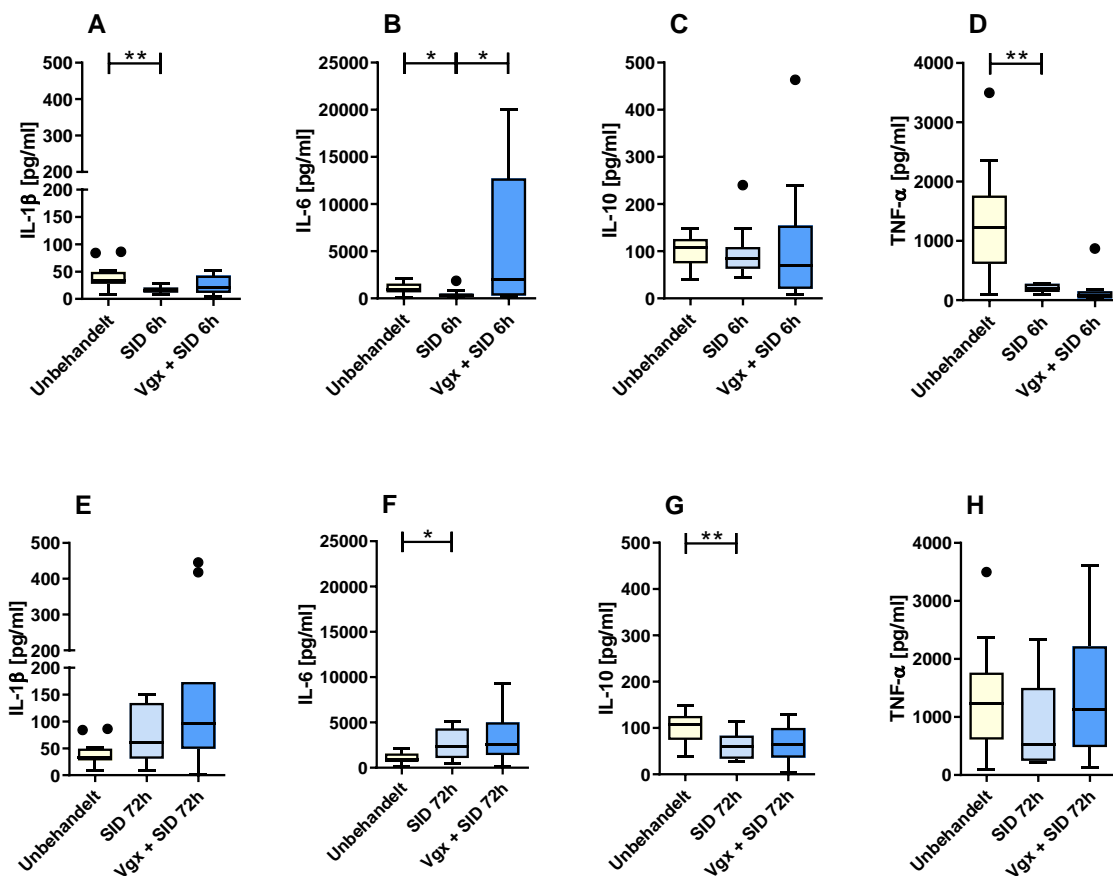 A
B
C
D
**
*
*
**
IL-1β [pg/ml]
500
400
300
200
200
150
100
50
0
Unbehandelt
SID 6h
Vgx + SID 6h
IL-6 [pg/ml]
25000
20000
15000
10000
5000
0
Unbehandelt
SID 6h
Vgx + SID 6h
IL-10 [pg/ml]
500
400
300
200
100
0
Unbehandelt
SID 6h
Vgx + SID 6h
TNF-α [pg/ml]
4000
3000
2000
1000
0
Unbehandelt
SID 6h
Vgx + SID 6h
E
F
G
H
*
**
IL-1β [pg/ml]
500
400
300
200
200
150
100
50
0
Unbehandelt
SID 72h
Vgx + SID 72h
IL-6 [pg/ml]
25000
20000
15000
10000
5000
0
Unbehandelt
SID 72h
Vgx + SID 72h
IL-10 [pg/ml]
500
400
300
200
100
0
Unbehandelt
SID 72h
Vgx + SID 72h
TNF-α [pg/ml]
4000
3000
2000
1000
0
Unbehandelt
SID 72h
Vgx + SID 72h